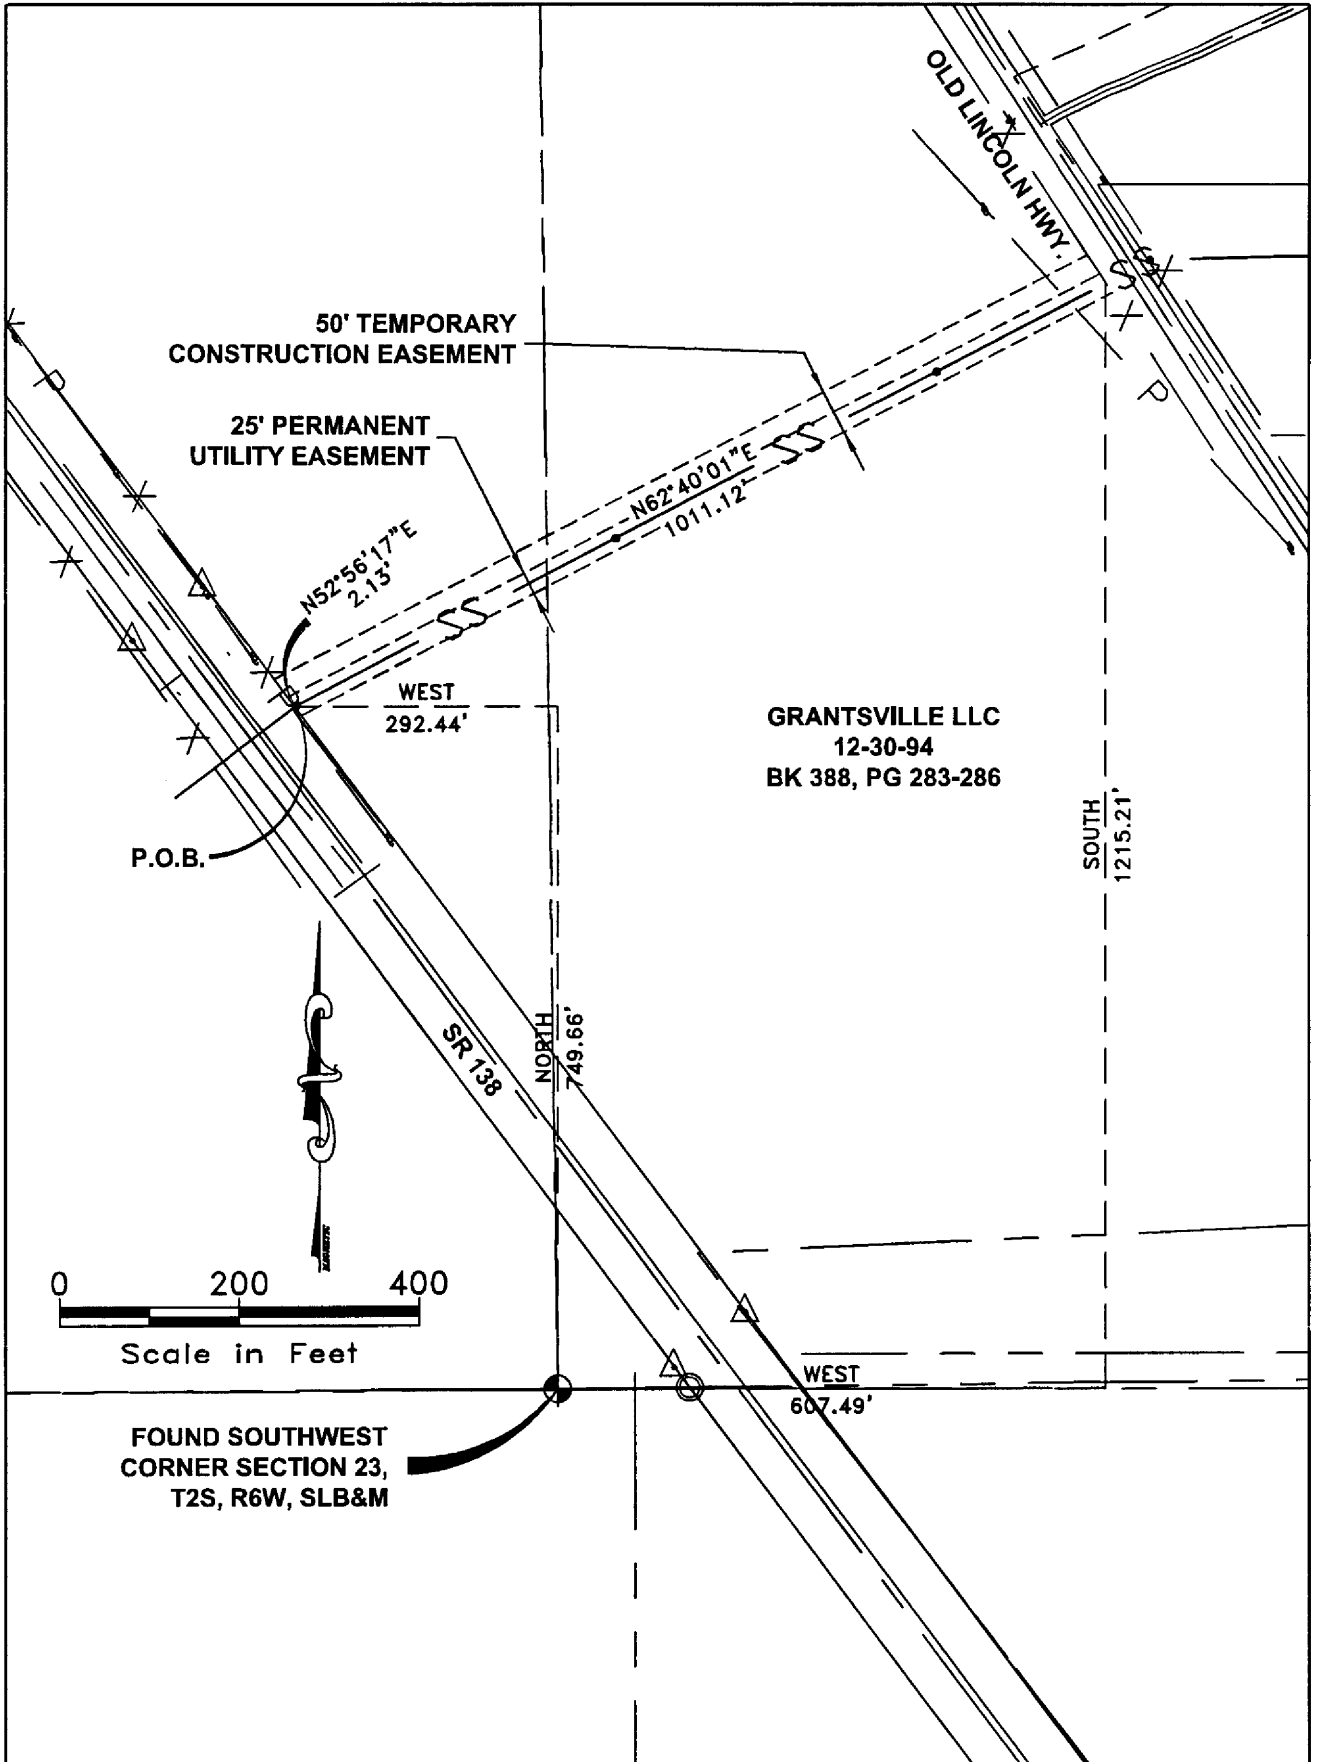 OLD LINCOLN HWY.
50' TEMPORARY
CONSTRUCTION EASEMENT
25' PERMANENT
UTILITY EASEMENT
N62°40'01"E
1011.12'
SS
SS
S S
P
N52°56'17"E
2.13'
WEST
292.44'
GRANTSVILLE LLC
12-30-94
BK 388, PG 283-286
P.O.B.
SOUTH
1215.21'
NORTH
749.66'
SR 138
0 200 400
Scale in Feet
WEST
607.49'
FOUND SOUTHWEST
CORNER SECTION 23,
T2S, R6W, SLB&M